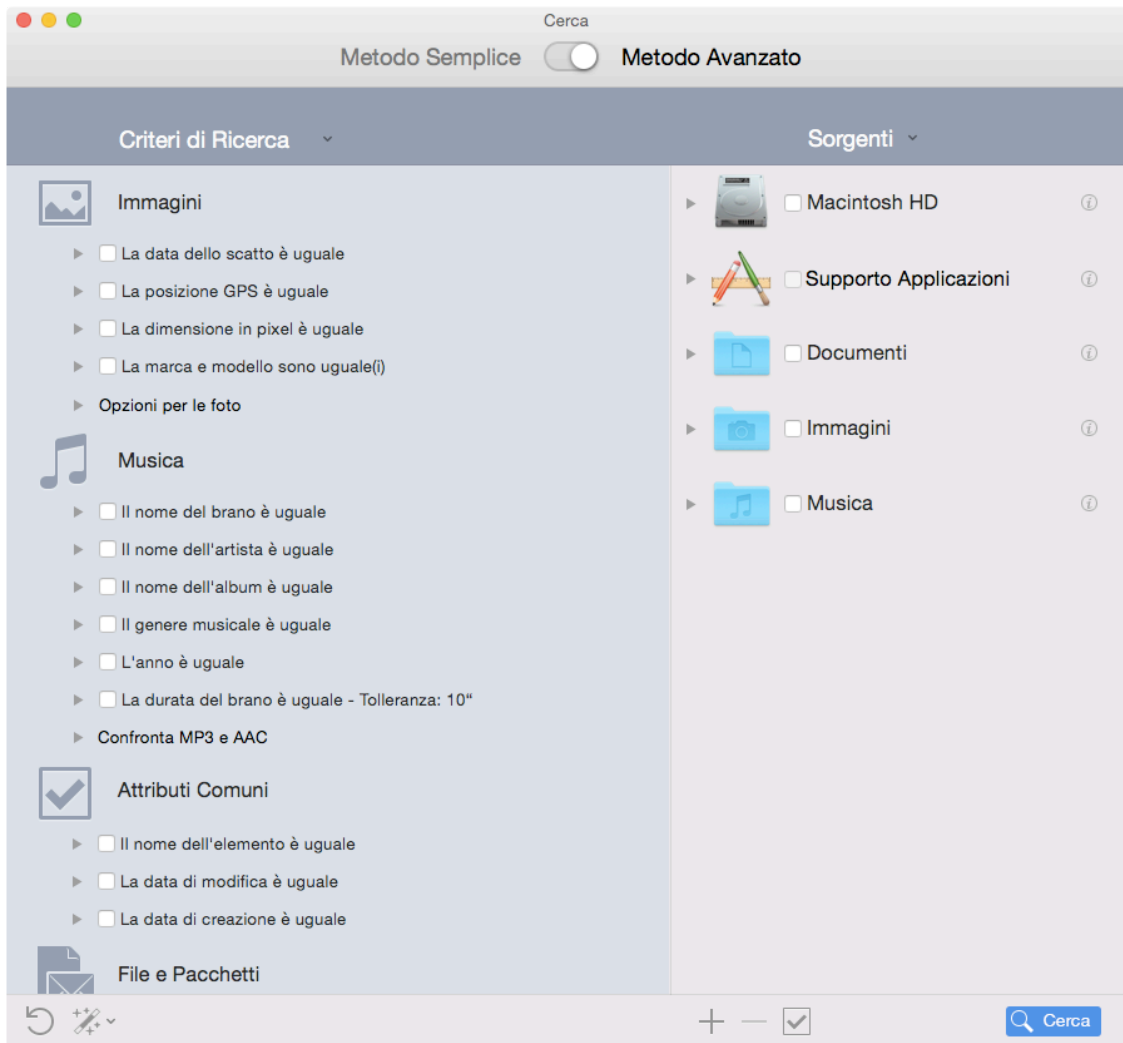 Cerca
Metodo Semplice Metodo Avanzato
Criteri di Ricerca
Immagini
La data dello scatto è uguale
La posizione GPS è uguale
La dimensione in pixel è uguale
La marca e modello sono uguale(i)
Opzioni per le foto
Musica
Il nome del brano è uguale
Il nome dell'artista è uguale
Il nome dell'album è uguale
Il genere musicale è uguale
L'anno è uguale
La durata del brano è uguale - Tolleranza: 10“
Confronta MP3 e AAC
Attributi Comuni
Il nome dell'elemento è uguale
La data di modifica è uguale
La data di creazione è uguale
File e Pacchetti
Sorgenti
Macintosh HD
Supporto Applicazioni
Documenti
Immagini
Musica
Cerca